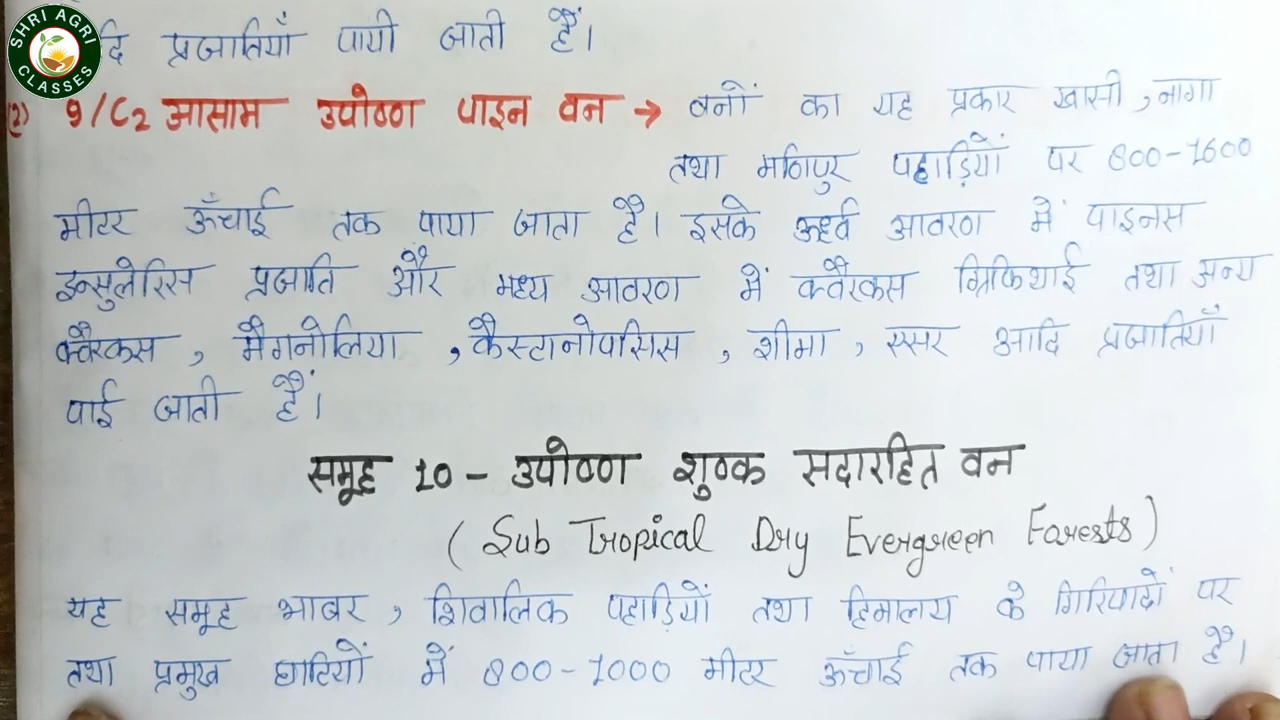 SHRI AGRI CLASSES
दि प्रजातियाँ पायी जाती हैं।
(2) 9/C2 आसाम उपोष्ण पाइन वन → वनों का यह प्रकार खासी, नागा
तथा मणिपुर पहाड़ियों पर 800-1600
मीटर ऊँचाई तक पाया जाता है। इसके ऊर्ध्व आवरण में पाइनस
इन्सुलेरिस प्रजाति और मध्य आवरण में क्वैरकस ग्रिफिथाई तथा अन्य
क्वैरकस, मैगनोलिया, कैस्टानोपसिस, शीमा, रसर आदि प्रजातियाँ
पाई जाती हैं।
समूह 10 - उपोष्ण शुष्क सदारहित वन
(Sub Tropical Dry Evergreen Forests)
यह समूह भावर, शिवालिक पहाड़ियों तथा हिमालय के गिरिपादों पर
तथा प्रमुख घाटियों में 800-1000 मीटर ऊँचाई तक पाया जाता है।